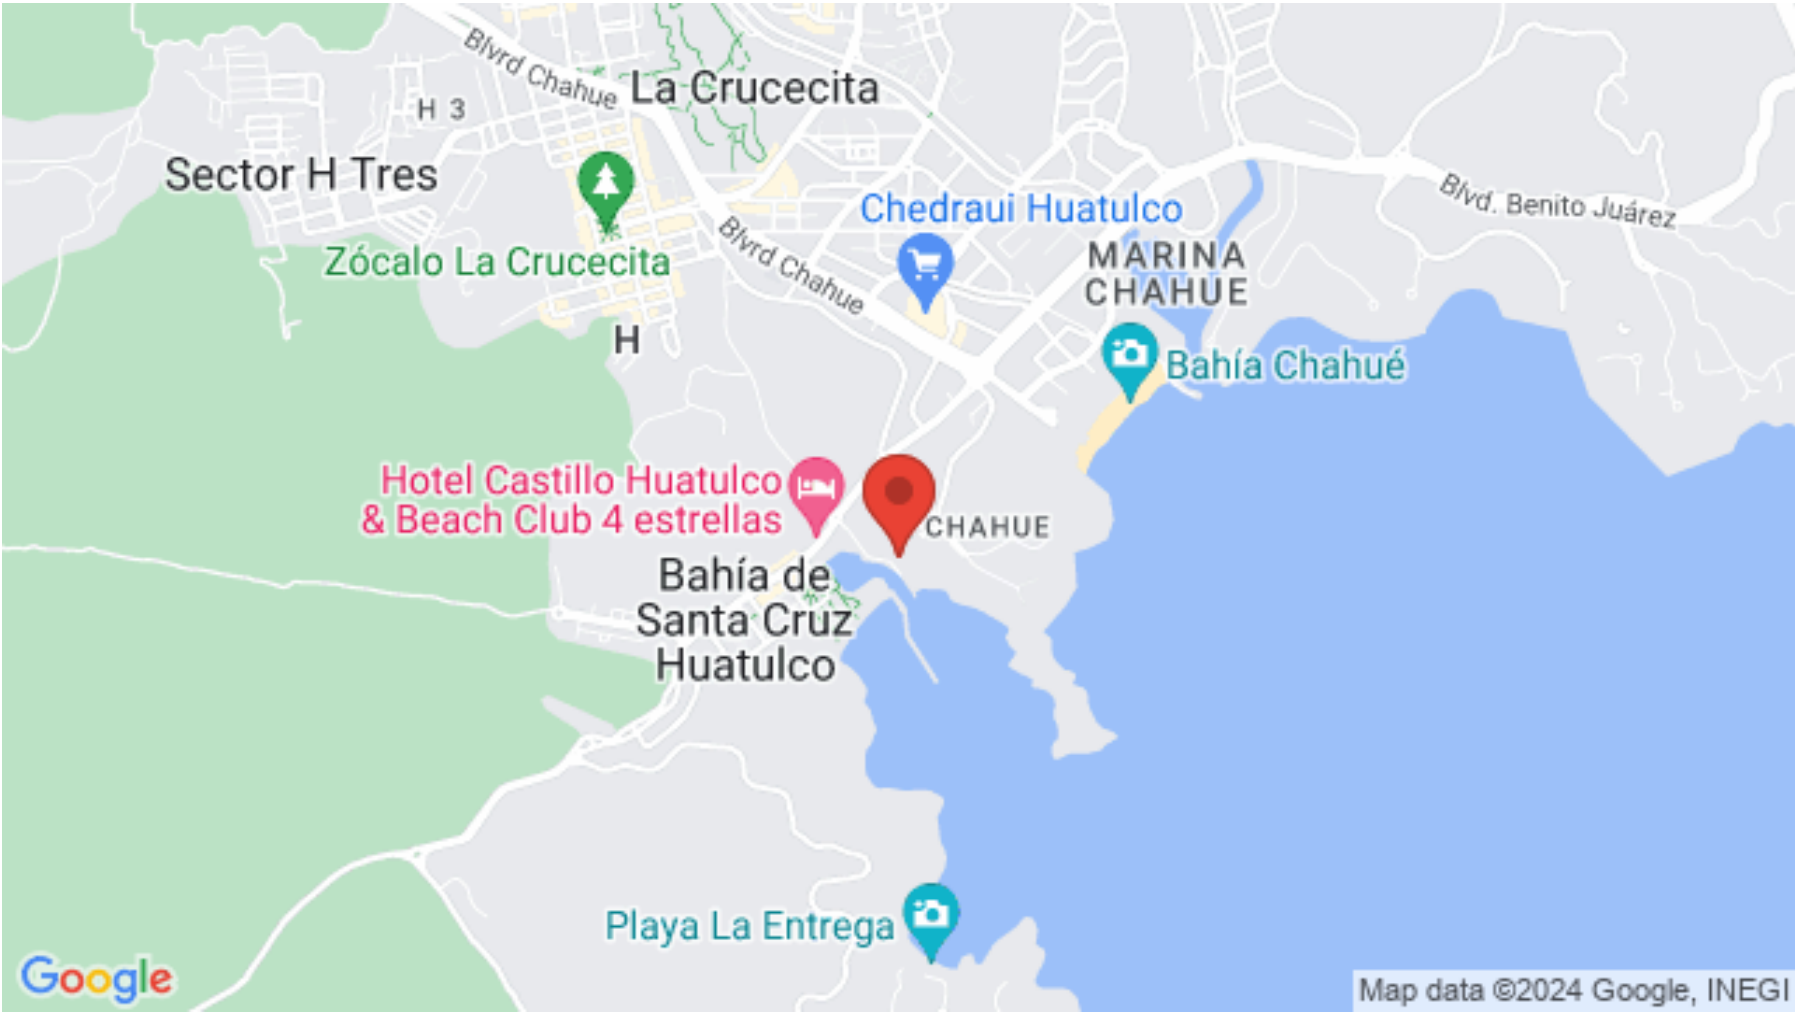 Blvrd Chahue
La Crucecita
H 3
Sector H Tres
Chedraui Huatulco
Blvd. Benito Juárez
Zócalo La Crucecita
Blvrd Chahue
MARINA
CHAHUE
H
Bahía Chahué
Hotel Castillo Huatulco
& Beach Club 4 estrellas
CHAHUE
Bahía de
Santa Cruz
Huatulco
Playa La Entrega
Google
Map data ©2024 Google, INEGI